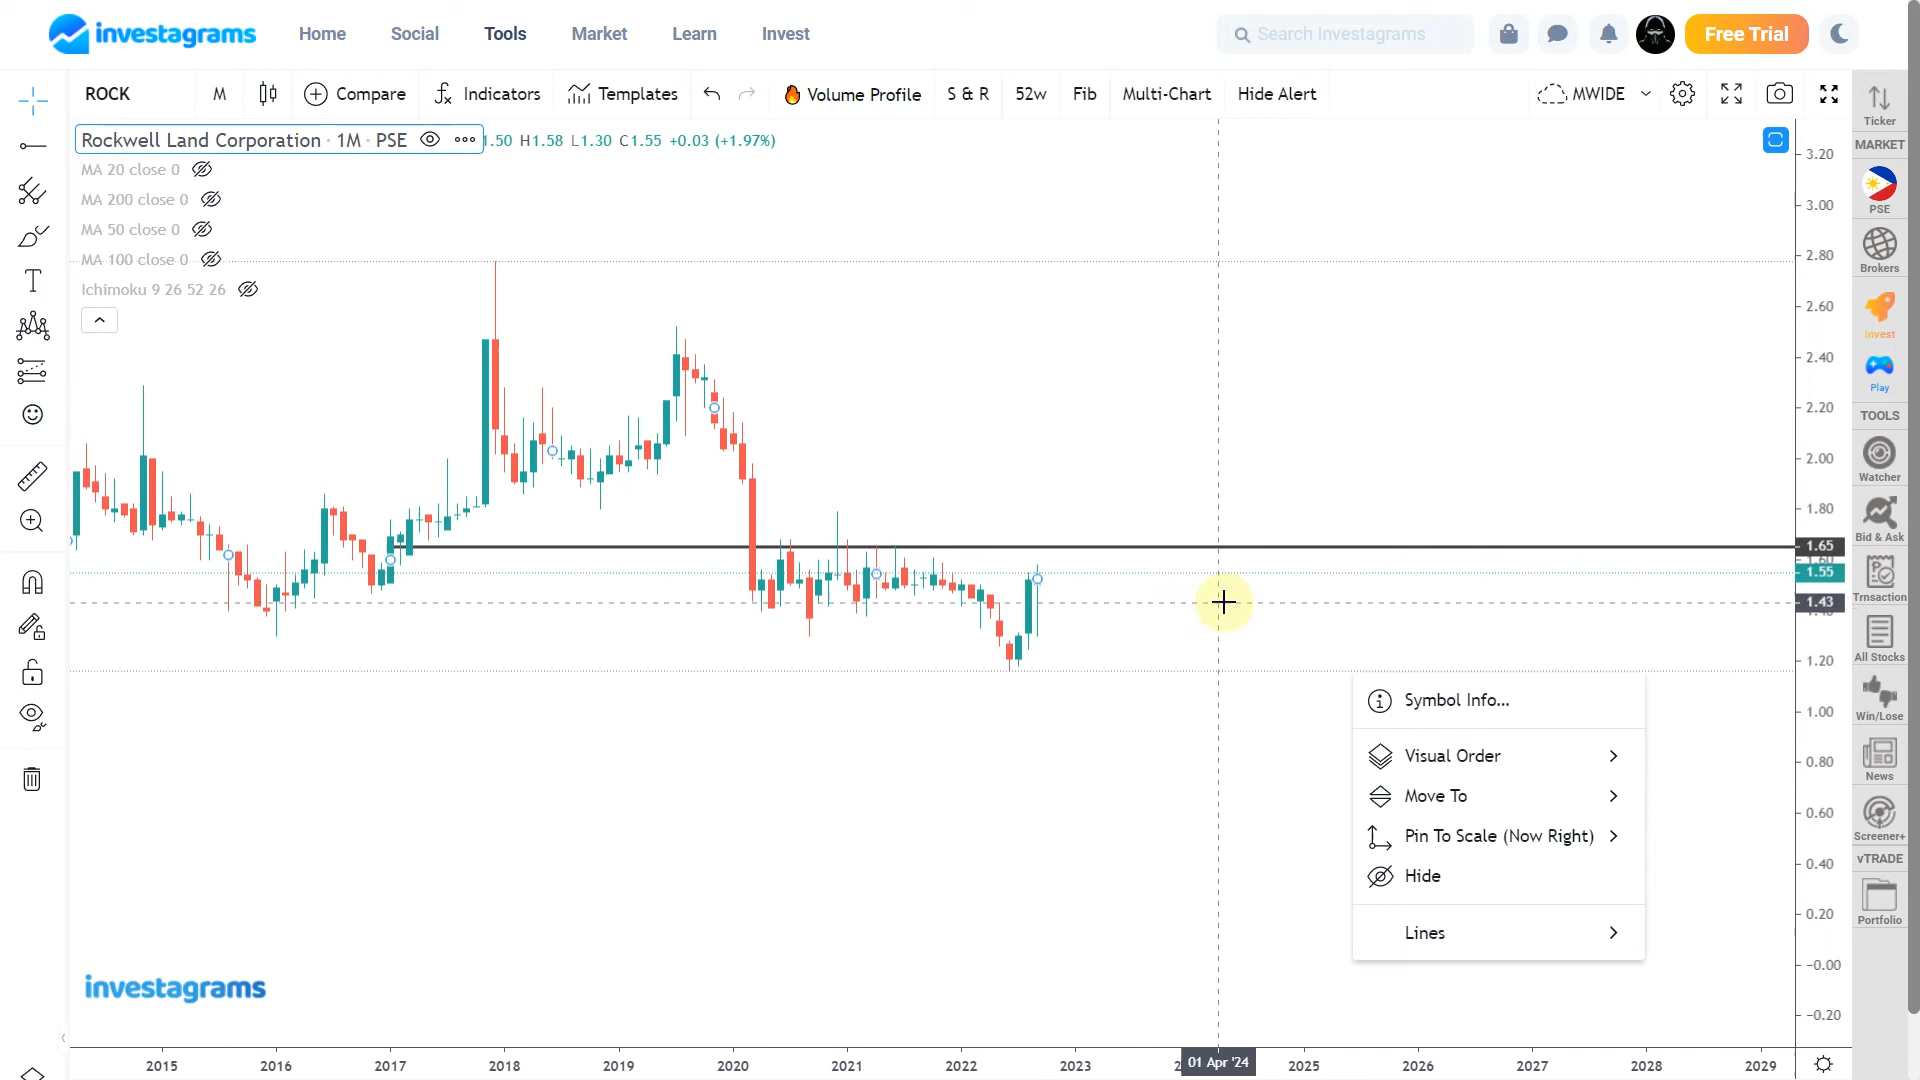 investagrams
Home
Social
Tools
Market
Learn
Invest
Search Investagrams
Free Trial
ROCK
M
Compare
Indicators
Templates
Volume Profile
S & R
52w
Fib
Multi-Chart
Hide Alert
MWIDE
Rockwell Land Corporation · 1M · PSE
1.50 H1.58 L1.30 C1.55 +0.03 (+1.97%)
MA 20 close 0
MA 200 close 0
MA 50 close 0
MA 100 close 0
Ichimoku 9 26 52 26
3.20
3.00
2.80
2.60
2.40
2.20
2.00
1.80
1.65
1.60
1.55
1.43
1.20
1.00
0.80
0.60
0.40
0.20
−0.00
−0.20
Symbol Info...
Visual Order
Move To
Pin To Scale (Now Right)
Hide
Lines
investagrams
2015
2016
2017
2018
2019
2020
2021
2022
2023
01 Apr '24
2025
2026
2027
2028
2029
Ticker
MARKET
PSE
Brokers
Invest
Play
TOOLS
Watcher
Bid & Ask
Trnsaction
All Stocks
Win/Lose
News
Screener+
vTRADE
Portfolio